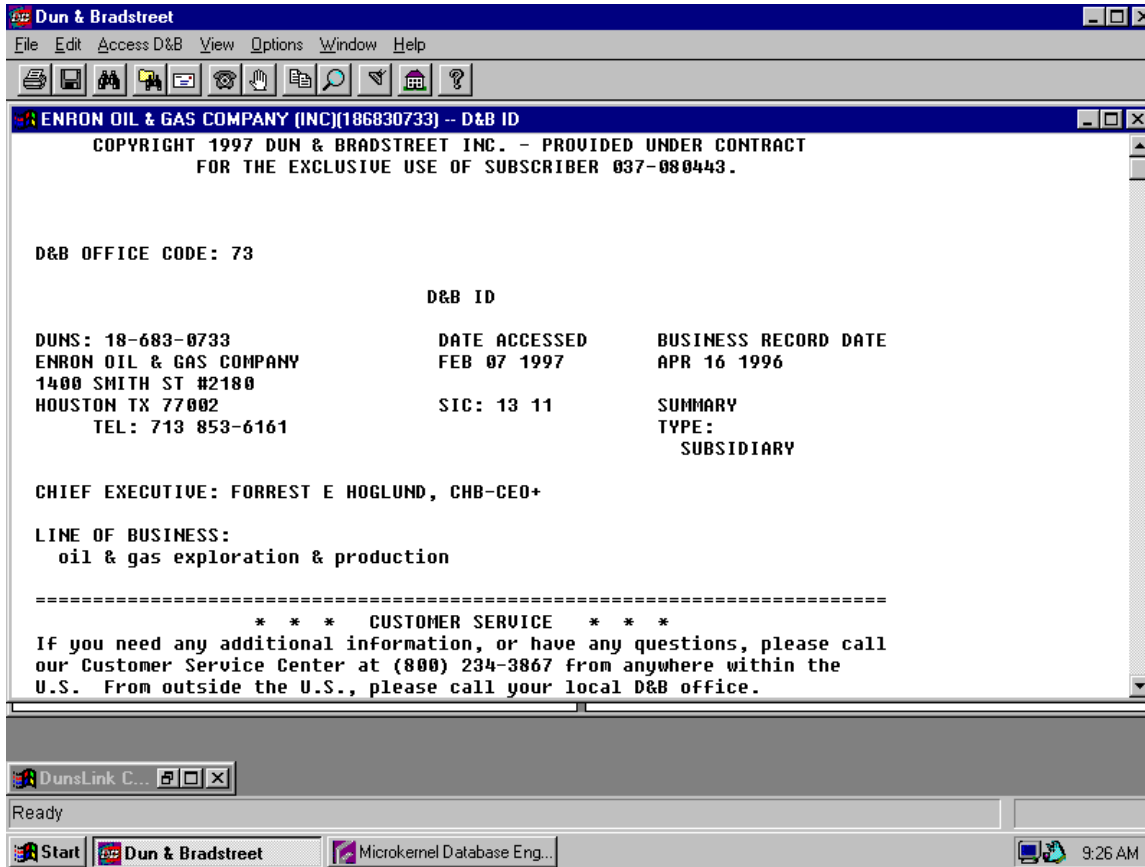 Dun & Bradstreet
File Edit Access D&B View Options Window Help
ENRON OIL & GAS COMPANY (INC)(186830733) -- D&B ID
COPYRIGHT 1997 DUN & BRADSTREET INC. - PROVIDED UNDER CONTRACT
FOR THE EXCLUSIVE USE OF SUBSCRIBER 037-080443.
D&B OFFICE CODE: 73
D&B ID
DUNS: 18-683-0733 DATE ACCESSED BUSINESS RECORD DATE
ENRON OIL & GAS COMPANY FEB 07 1997 APR 16 1996
1400 SMITH ST #2180
HOUSTON TX 77002 SIC: 13 11 SUMMARY
TEL: 713 853-6161 TYPE:
SUBSIDIARY
CHIEF EXECUTIVE: FORREST E HOGLUND, CHB-CEO+
LINE OF BUSINESS:
oil & gas exploration & production
==========================================================================
* * * CUSTOMER SERVICE * * *
If you need any additional information, or have any questions, please call
our Customer Service Center at (800) 234-3867 from anywhere within the
U.S. From outside the U.S., please call your local D&B office.
DunsLink C...
Ready
Start Dun & Bradstreet Microkernel Database Eng... 9:26 AM